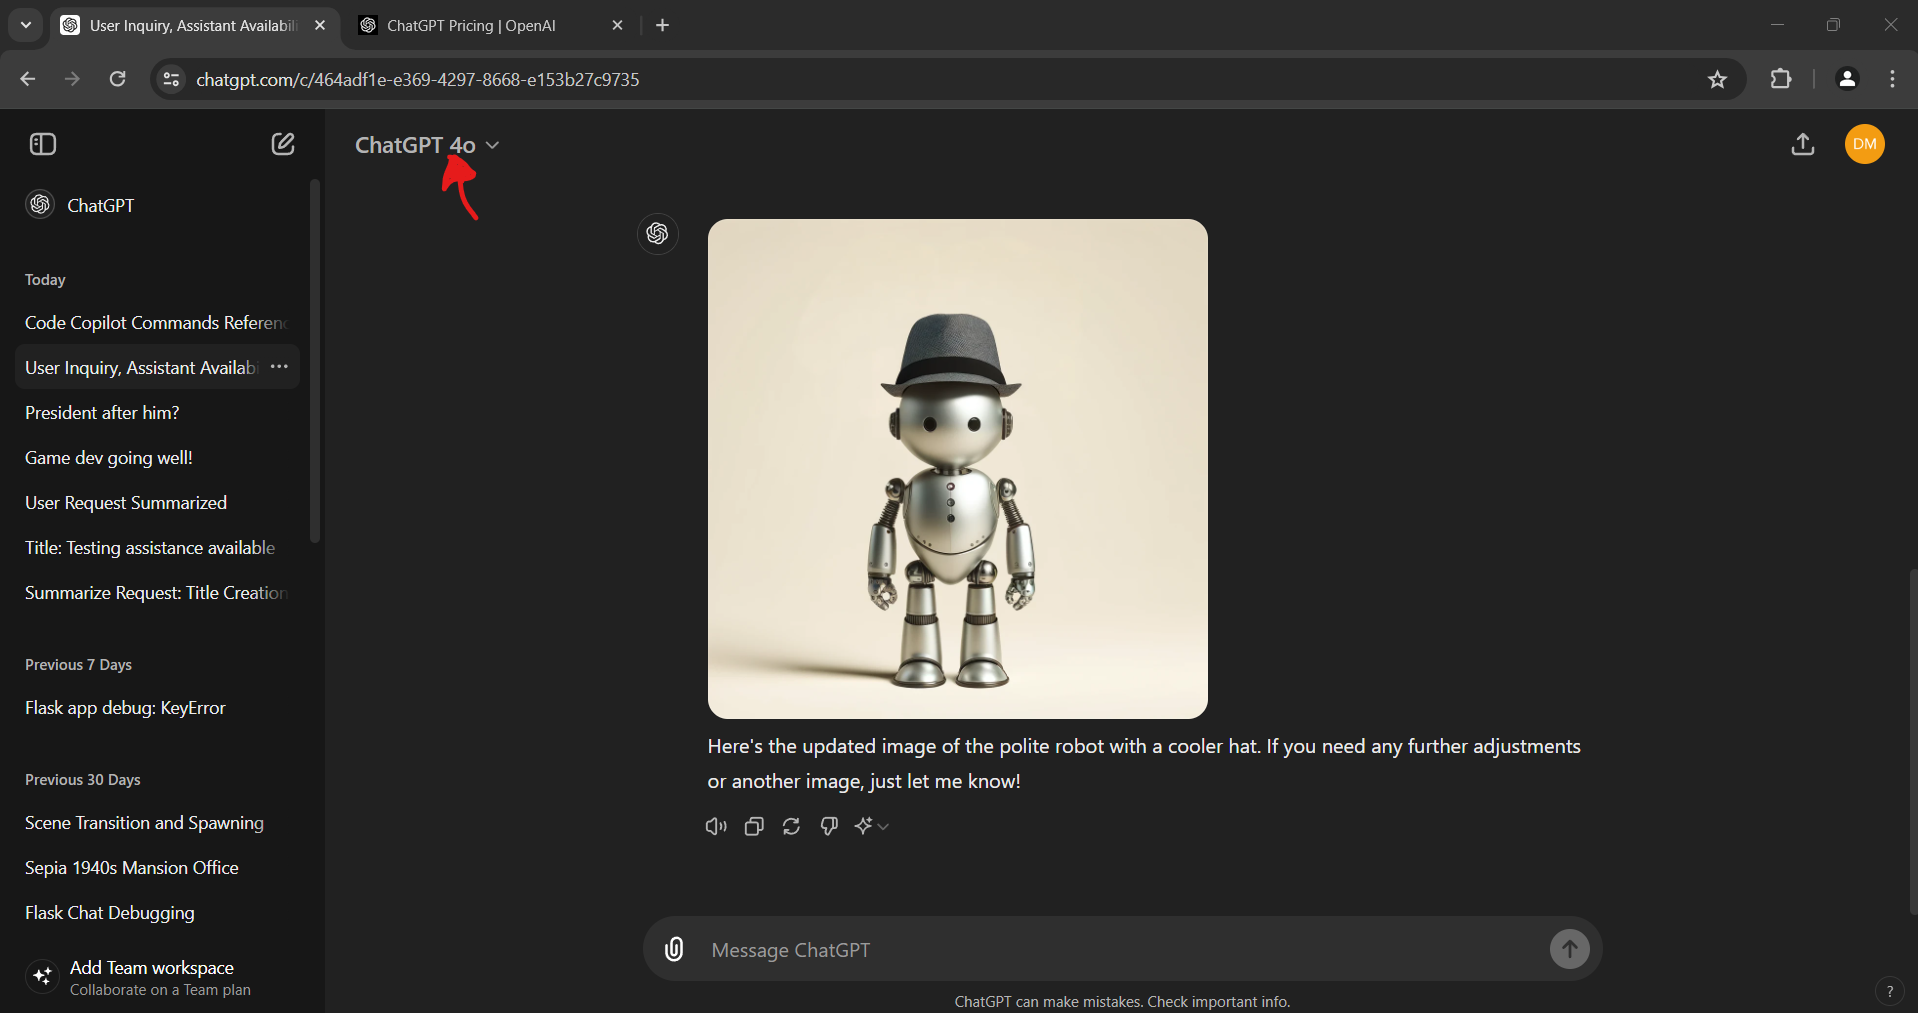 User Inquiry, Assistant Availabili
ChatGPT Pricing | OpenAI
chatgpt.com/c/464adf1e-e369-4297-8668-e153b27c9735
ChatGPT 4o
DM
ChatGPT
Today
Code Copilot Commands Referenc
User Inquiry, Assistant Availabi
President after him?
Game dev going well!
User Request Summarized
Title: Testing assistance available
Summarize Request: Title Creation
Previous 7 Days
Flask app debug: KeyError
Previous 30 Days
Scene Transition and Spawning
Sepia 1940s Mansion Office
Flask Chat Debugging
Add Team workspace
Collaborate on a Team plan
Here's the updated image of the polite robot with a cooler hat. If you need any further adjustments
or another image, just let me know!
Message ChatGPT
ChatGPT can make mistakes. Check important info.
?